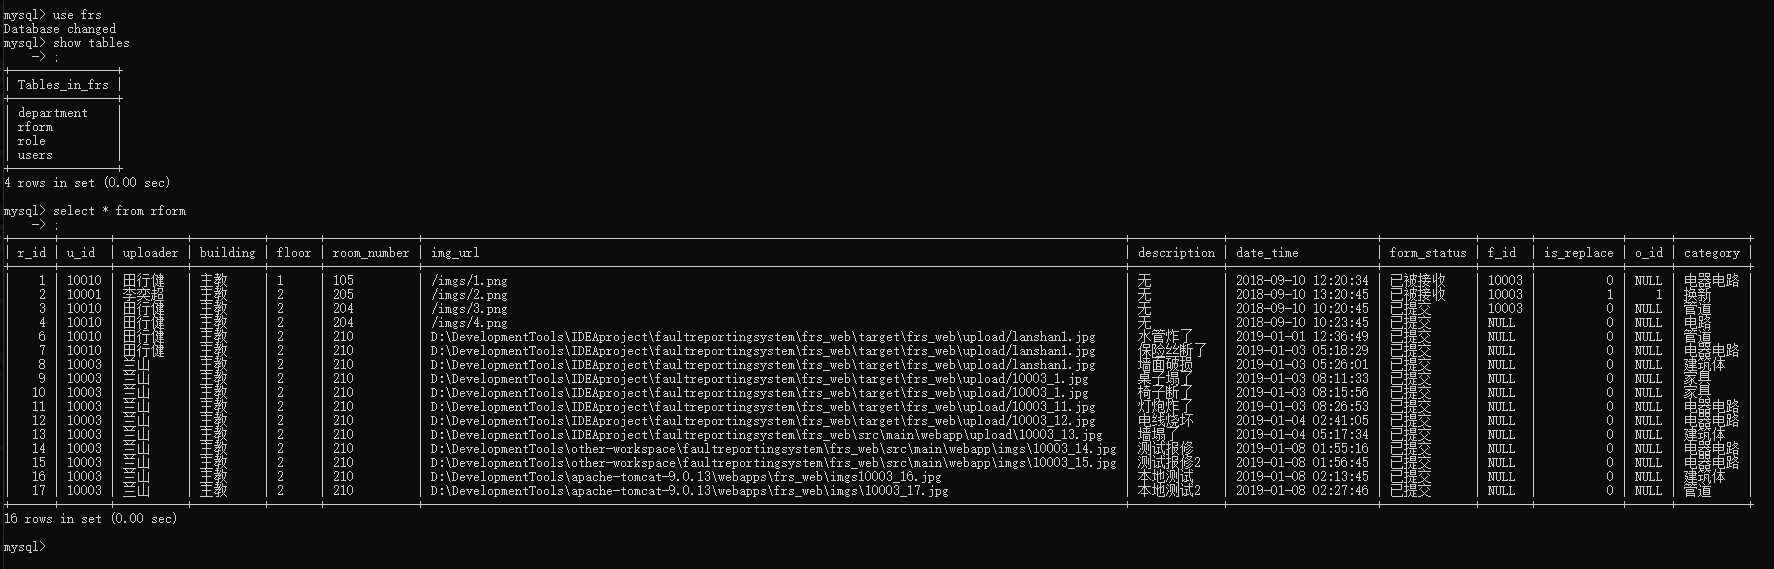 mysql> use frs
Database changed
mysql> show tables
    -> ;
| Tables_in_frs |
| department |
| rform |
| role |
| users |
4 rows in set (0.00 sec)
mysql> select * from rform
    -> ;
| r_id | u_id | uploader | building | floor | room_number | img_url | description | date_time | form_status | f_id | is_replace | o_id | category |
| 1 | 10010 | 田行健 | 主教 | 1 | 105 | /imgs/1.png | 无 | 2018-09-10 12:20:34 | 已被接收 | 10003 | 0 | NULL | 电器电路 |
| 2 | 10001 | 李奕超 | 主教 | 2 | 205 | /imgs/2.png | 无 | 2018-09-10 13:20:45 | 已被接收 | 10003 | 1 | 1 | 换新 |
| 3 | 10010 | 田行健 | 主教 | 2 | 204 | /imgs/3.png | 无 | 2018-09-10 10:20:45 | 已提交 | 10003 | 0 | NULL | 管道 |
| 4 | 10010 | 田行健 | 主教 | 2 | 204 | /imgs/4.png | 无 | 2018-09-10 10:23:45 | 已提交 | NULL | 0 | NULL | 电路 |
| 6 | 10010 | 田行健 | 主教 | 2 | 210 | D:\DevelopmentTools\IDEAproject\faultreportingsystem\frs_web\target\frs_web\upload/lanshan1.jpg | 水管炸了 | 2019-01-01 12:36:49 | 已提交 | NULL | 0 | NULL | 管道 |
| 7 | 10010 | 田行健 | 主教 | 2 | 210 | D:\DevelopmentTools\IDEAproject\faultreportingsystem\frs_web\target\frs_web\upload/lanshan1.jpg | 保险丝断了 | 2019-01-03 05:18:29 | 已提交 | NULL | 0 | NULL | 电器电路 |
| 8 | 10003 | 兰山 | 主教 | 2 | 210 | D:\DevelopmentTools\IDEAproject\faultreportingsystem\frs_web\target\frs_web\upload/lanshan1.jpg | 墙面破损 | 2019-01-03 05:26:01 | 已提交 | NULL | 0 | NULL | 建筑体 |
| 9 | 10003 | 兰山 | 主教 | 2 | 210 | D:\DevelopmentTools\IDEAproject\faultreportingsystem\frs_web\target\frs_web\upload/10003_1.jpg | 桌子塌了 | 2019-01-03 08:11:33 | 已提交 | NULL | 0 | NULL | 家具 |
| 10 | 10003 | 兰山 | 主教 | 2 | 210 | D:\DevelopmentTools\IDEAproject\faultreportingsystem\frs_web\target\frs_web\upload/10003_1.jpg | 椅子断了 | 2019-01-03 08:15:56 | 已提交 | NULL | 0 | NULL | 家具 |
| 11 | 10003 | 兰山 | 主教 | 2 | 210 | D:\DevelopmentTools\IDEAproject\faultreportingsystem\frs_web\target\frs_web\upload/10003_11.jpg | 灯炮炸了 | 2019-01-03 08:26:53 | 已提交 | NULL | 0 | NULL | 电器电路 |
| 12 | 10003 | 兰山 | 主教 | 2 | 210 | D:\DevelopmentTools\IDEAproject\faultreportingsystem\frs_web\target\frs_web\upload/10003_12.jpg | 电线烧坏 | 2019-01-04 02:41:05 | 已提交 | NULL | 0 | NULL | 电器电路 |
| 13 | 10003 | 兰山 | 主教 | 2 | 210 | D:\DevelopmentTools\IDEAproject\faultreportingsystem\frs_web\src\main\webapp\upload\10003_13.jpg | 墙塌了 | 2019-01-04 05:17:34 | 已提交 | NULL | 0 | NULL | 建筑体 |
| 14 | 10003 | 兰山 | 主教 | 2 | 210 | D:\DevelopmentTools\other-workspace\faultreportingsystem\frs_web\src\main\webapp\imgs\10003_14.jpg | 测试报修 | 2019-01-08 01:55:16 | 已提交 | NULL | 0 | NULL | 电器电路 |
| 15 | 10003 | 兰山 | 主教 | 2 | 210 | D:\DevelopmentTools\other-workspace\faultreportingsystem\frs_web\src\main\webapp\imgs\10003_15.jpg | 测试报修2 | 2019-01-08 01:56:45 | 已提交 | NULL | 0 | NULL | 电器电路 |
| 16 | 10003 | 兰山 | 主教 | 2 | 210 | D:\DevelopmentTools\apache-tomcat-9.0.13\webapps\frs_web\imgs10003_16.jpg | 本地测试 | 2019-01-08 02:13:45 | 已提交 | NULL | 0 | NULL | 建筑体 |
| 17 | 10003 | 兰山 | 主教 | 2 | 210 | D:\DevelopmentTools\apache-tomcat-9.0.13\webapps\frs_web\imgs\10003_17.jpg | 本地测试2 | 2019-01-08 02:27:46 | 已提交 | NULL | 0 | NULL | 管道 |
16 rows in set (0.00 sec)
mysql>